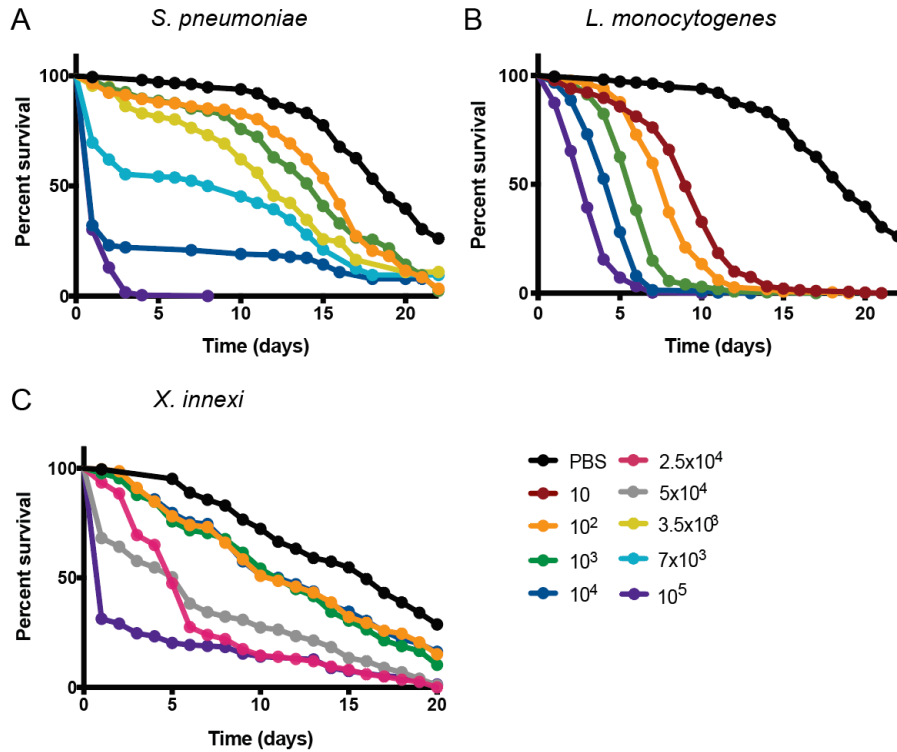 A
S. pneumoniae
Percent survival
100
50
0
0 5 10 15 20
Time (days)
B
L. monocytogenes
Percent survival
100
50
0
0 5 10 15 20
Time (days)
C
X. innexi
Percent survival
100
50
0
0 5 10 15 20
Time (days)
PBS
10
10²
10³
10⁴
2.5x10⁴
5x10⁴
3.5x10³
7x10³
10⁵